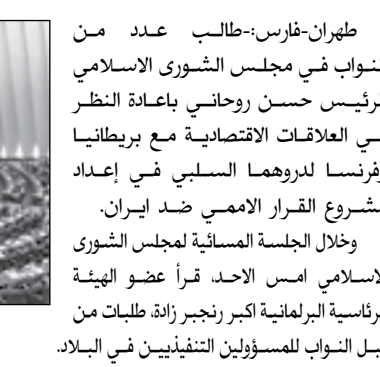 طهران-فارس:-طالب عدد من
النواب في مجلس الشورى الاسلامي
الرئيس حسن روحاني باعادة النظر
في العلاقات الاقتصادية مع بريطانيا
وفرنسا لدروهما السلبي في إعداد
مشروع القرار الاممي ضد ايران.
وخلال الجلسة المسائية لمجلس الشورى
الاسلامي امس الاحد، قرأ عضو الهيئة
الرئاسية البرلمانية اكبر رنجبر زادة، طلبات من
قبل النواب للمسؤولين التنفيذيين في البلاد.